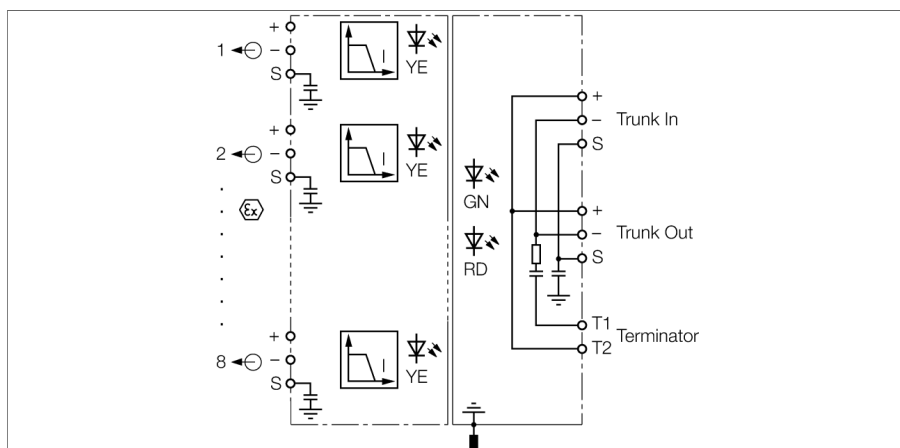 +
1
−
S
I
YE
+
2
−
S
I
YE
Ex
+
8
−
S
I
YE
GN
RD
+
− Trunk In
S
+
− Trunk Out
S
T1
Terminator
T2